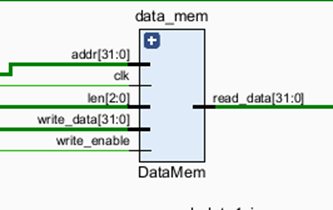 data_mem
addr[31:0]
clk
len[2:0]
read_data[31:0]
write_data[31:0]
write_enable
DataMem